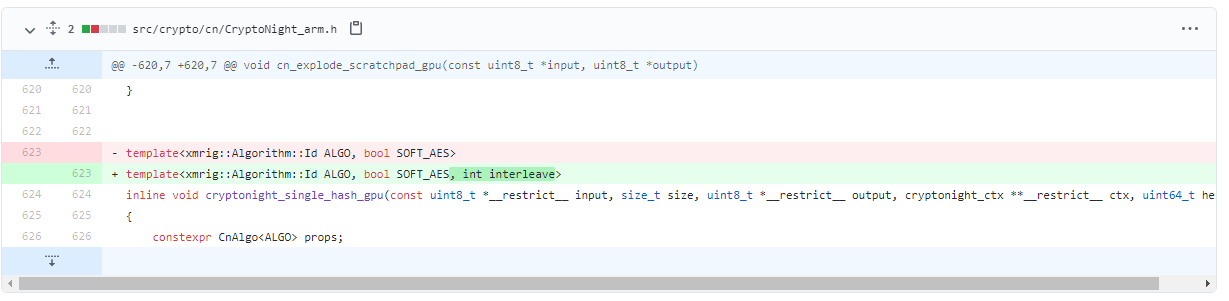 2 src/crypto/cn/CryptoNight_arm.h
@@ -620,7 +620,7 @@ void cn_explode_scratchpad_gpu(const uint8_t *input, uint8_t *output)
620 620 }
621 621
622 622
623 - template<xmrig::Algorithm::Id ALGO, bool SOFT_AES>
623 + template<xmrig::Algorithm::Id ALGO, bool SOFT_AES, int interleave>
624 624 inline void cryptonight_single_hash_gpu(const uint8_t *__restrict__ input, size_t size, uint8_t *__restrict__ output, cryptonight_ctx **__restrict__ ctx, uint64_t he
625 625 {
626 626 constexpr CnAlgo<ALGO> props;